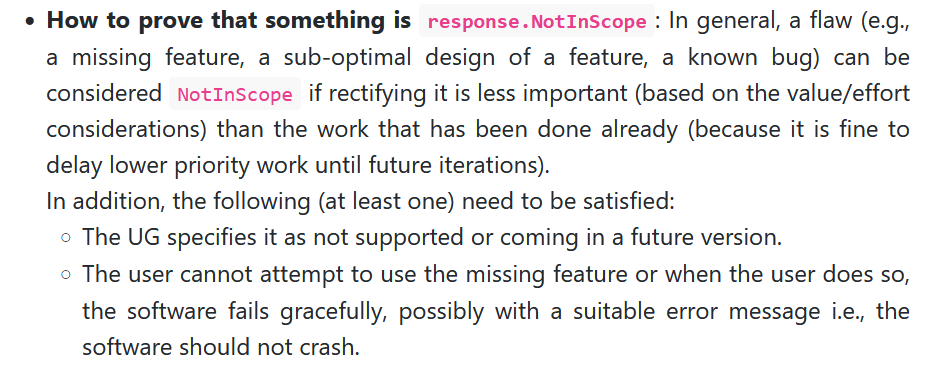 • How to prove that something is response.NotInScope : In general, a flaw (e.g.,
a missing feature, a sub-optimal design of a feature, a known bug) can be
considered NotInScope if rectifying it is less important (based on the value/effort
considerations) than the work that has been done already (because it is fine to
delay lower priority work until future iterations).
In addition, the following (at least one) need to be satisfied:
○ The UG specifies it as not supported or coming in a future version.
○ The user cannot attempt to use the missing feature or when the user does so,
the software fails gracefully, possibly with a suitable error message i.e., the
software should not crash.